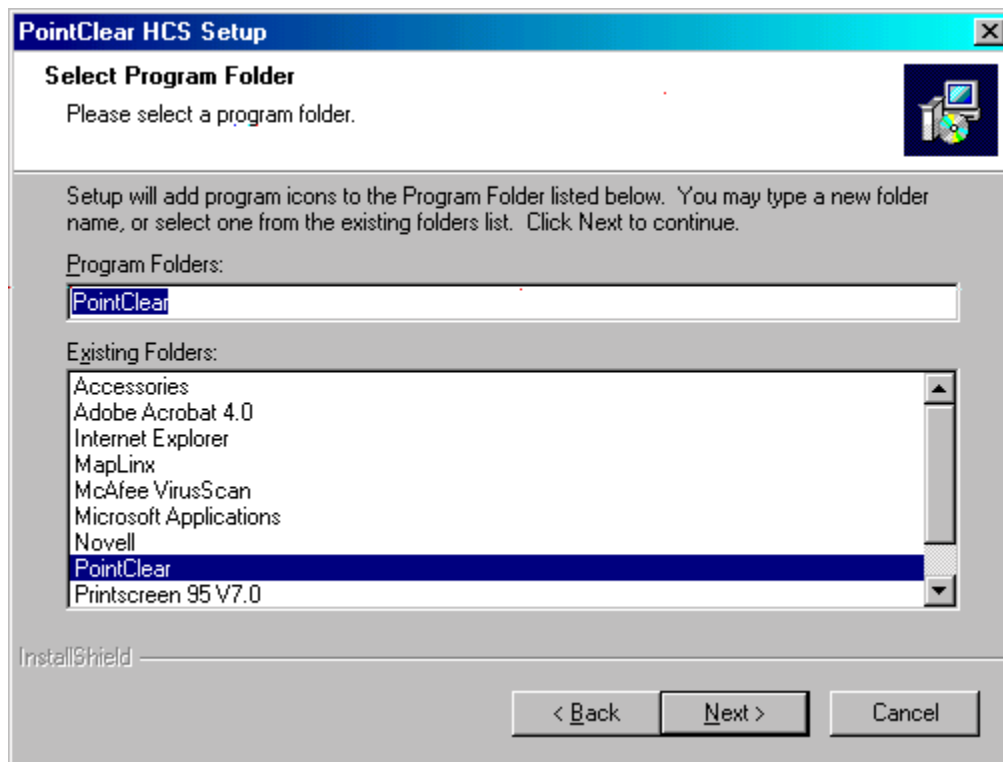 PointClear HCS Setup
Select Program Folder
Please select a program folder.
Setup will add program icons to the Program Folder listed below.  You may type a new folder
name, or select one from the existing folders list.  Click Next to continue.
Program Folders:
PointClear
Existing Folders:
Accessories
Adobe Acrobat 4.0
Internet Explorer
MapLinx
McAfee VirusScan
Microsoft Applications
Novell
PointClear
Printscreen 95 V7.0
InstallShield
< Back
Next >
Cancel